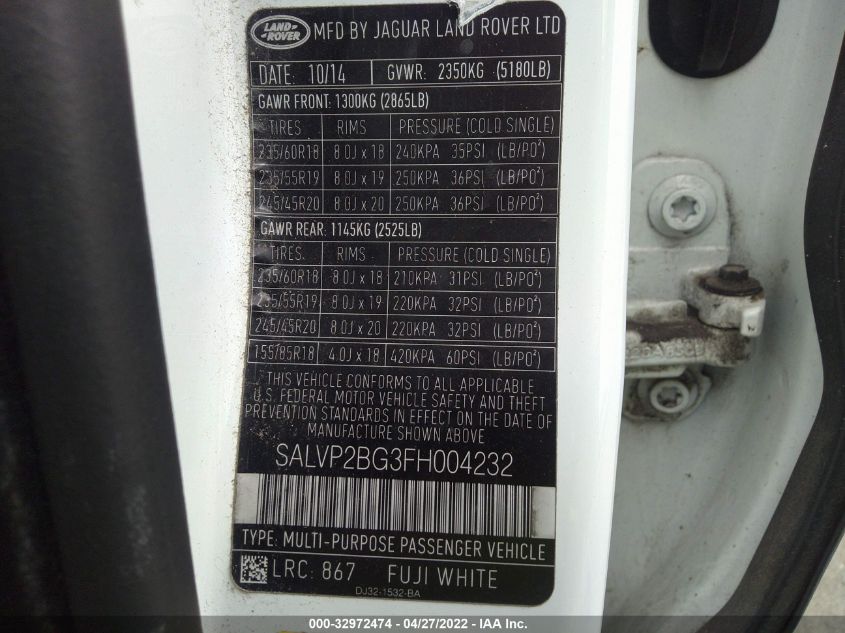 LAND ROVER MFD BY JAGUAR LAND ROVER LTD
DATE: 10/14 GVWR: 2350KG (5180LB)
GAWR FRONT: 1300KG (2865LB)
TIRES RIMS PRESSURE (COLD SINGLE)
235/60R18 8.0J x 18 240KPA 35PSI (LB/PO²)
235/55R19 8.0J x 19 250KPA 36PSI (LB/PO²)
245/45R20 8.0J x 20 250KPA 36PSI (LB/PO²)
GAWR REAR: 1145KG (2525LB)
TIRES RIMS PRESSURE (COLD SINGLE)
235/60R18 8.0J x 18 210KPA 31PSI (LB/PO²)
235/55R19 8.0J x 19 220KPA 32PSI (LB/PO²)
245/45R20 8.0J x 20 220KPA 32PSI (LB/PO²)
155/85R18 4.0J x 18 420KPA 60PSI (LB/PO²)
THIS VEHICLE CONFORMS TO ALL APPLICABLE
U.S. FEDERAL MOTOR VEHICLE SAFETY AND THEFT
PREVENTION STANDARDS IN EFFECT ON THE DATE
OF MANUFACTURE SHOWN ABOVE
SALVP2BG3FH004232
TYPE: MULTI-PURPOSE PASSENGER VEHICLE
LRC: 867 FUJI WHITE
DJ32-1532-BA
000-32972474 - 04/27/2022 - IAA Inc.